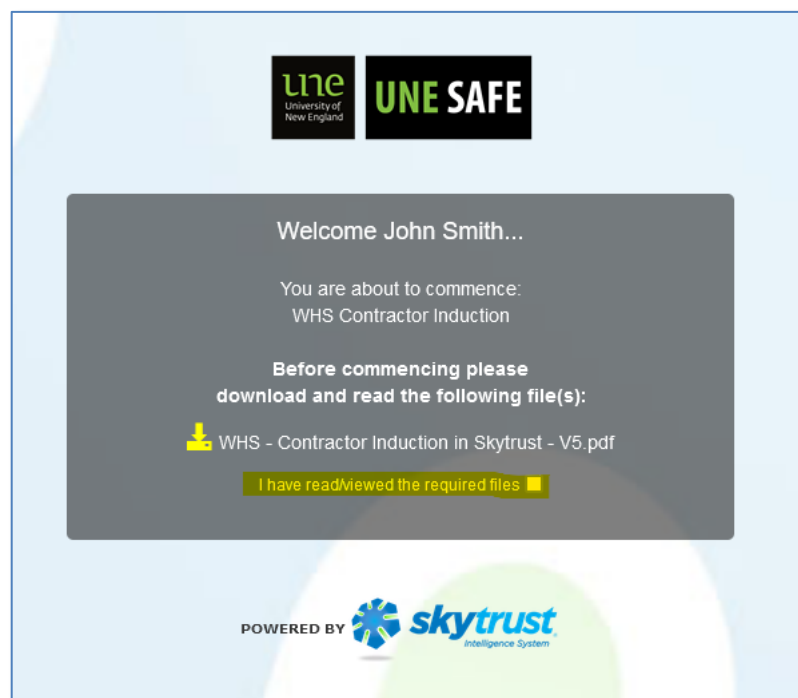 une
University of
New England
UNE SAFE
Welcome John Smith...
You are about to commence:
WHS Contractor Induction
Before commencing please
download and read the following file(s):
WHS - Contractor Induction in Skytrust - V5.pdf
I have read/viewed the required files
POWERED BY skytrust
Intelligence System